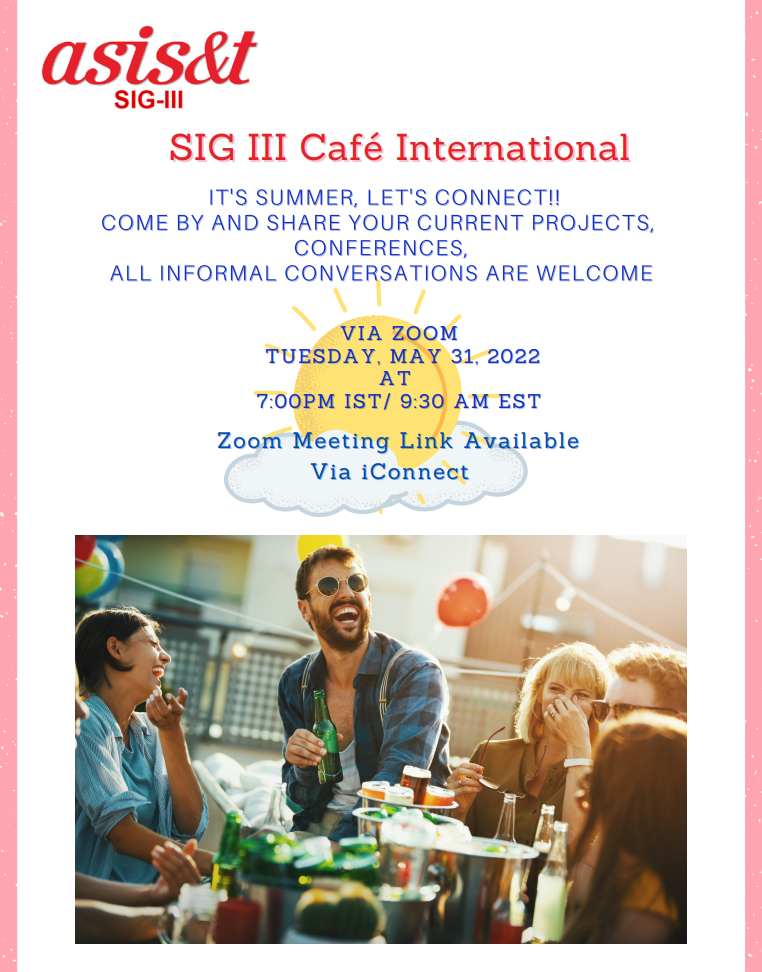 asis&t
SIG-III
SIG III Café International
IT'S SUMMER, LET'S CONNECT!!
COME BY AND SHARE YOUR CURRENT PROJECTS,
CONFERENCES,
ALL INFORMAL CONVERSATIONS ARE WELCOME
VIA ZOOM
TUESDAY, MAY 31, 2022
AT
7:00PM IST/ 9:30 AM EST
Zoom Meeting Link Available
Via iConnect